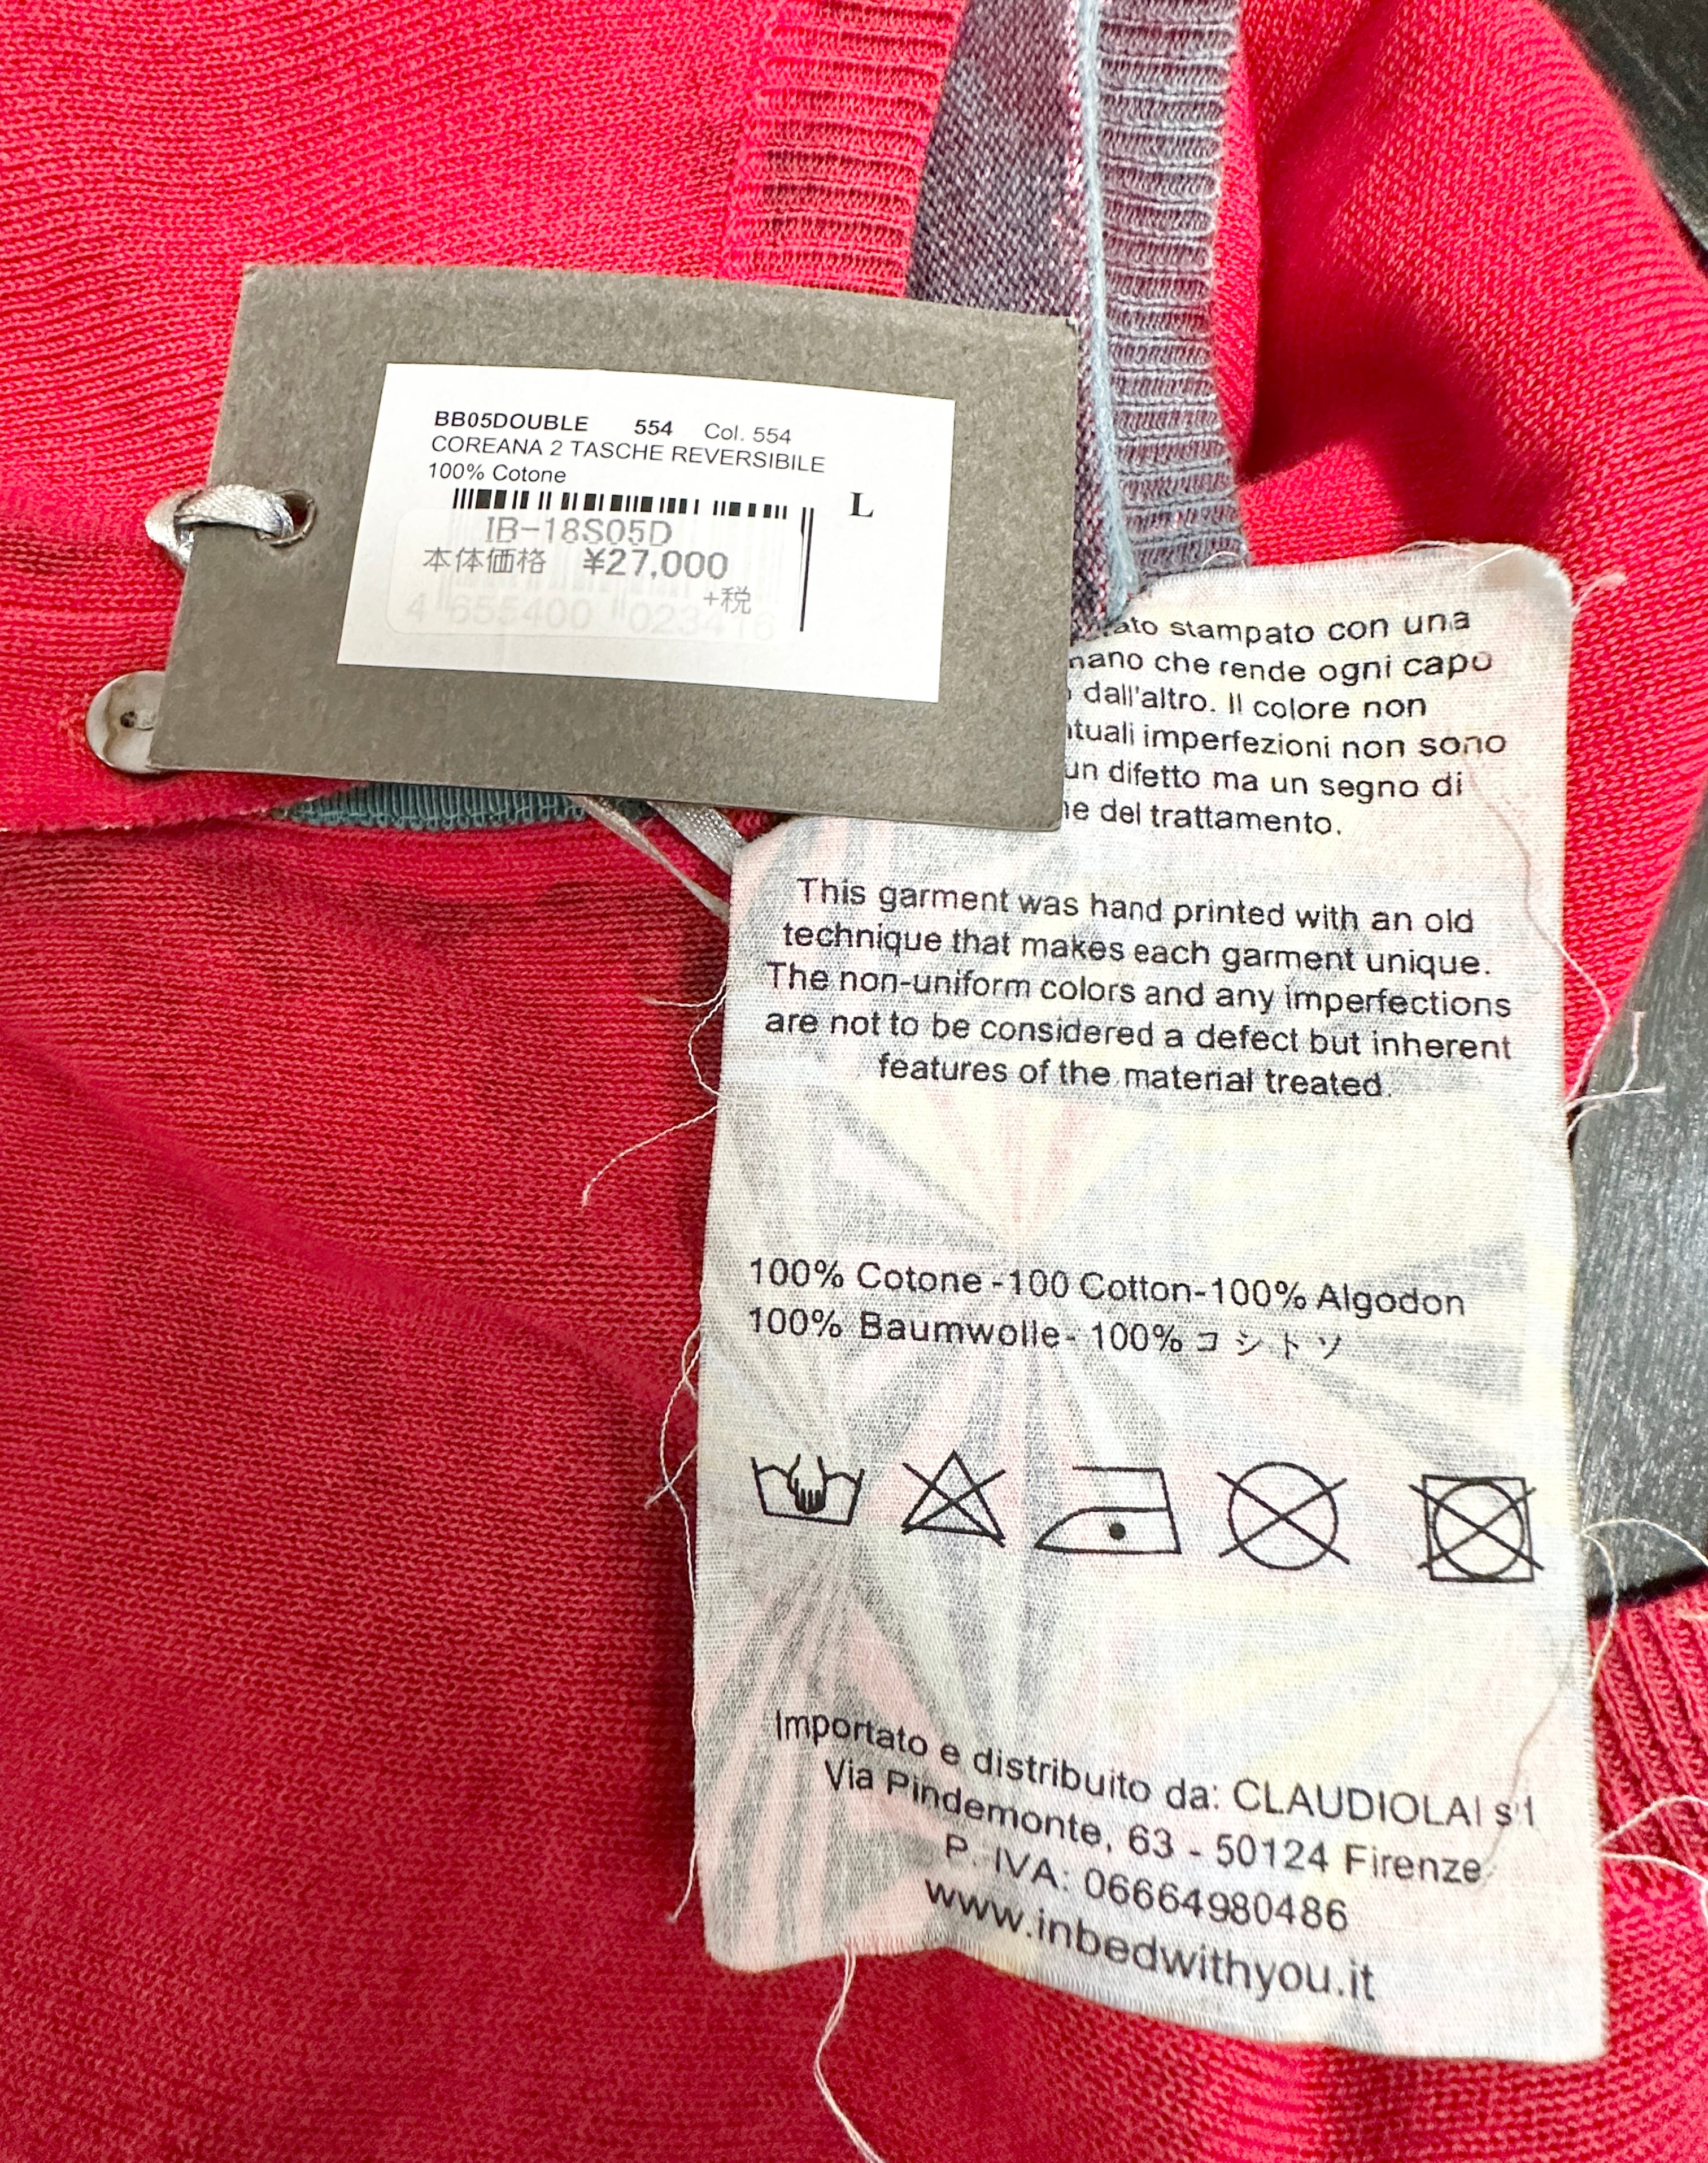 BB05DOUBLE 554 Col. 554
COREANA 2 TASCHE REVERSIBILE
100% Cotone
L
IB-18S05D
本体価格 ¥27,000
+税
4 655400 023416
stampato con una
che rende ogni capo
dall'altro. Il colore non
imperfezioni non sono
un difetto ma un segno di
del trattamento.
This garment was hand printed with an old
technique that makes each garment unique.
The non-uniform colors and any imperfections
are not to be considered a defect but inherent
features of the material treated.
100% Cotone -100 Cotton-100% Algodon
100% Baumwolle- 100% コシトソ
Importato e distribuito da: CLAUDIOLAI
Via Pindemonte, 63 - 50124 Firenze
P. IVA: 06664980486
www.inbedwithyou.it